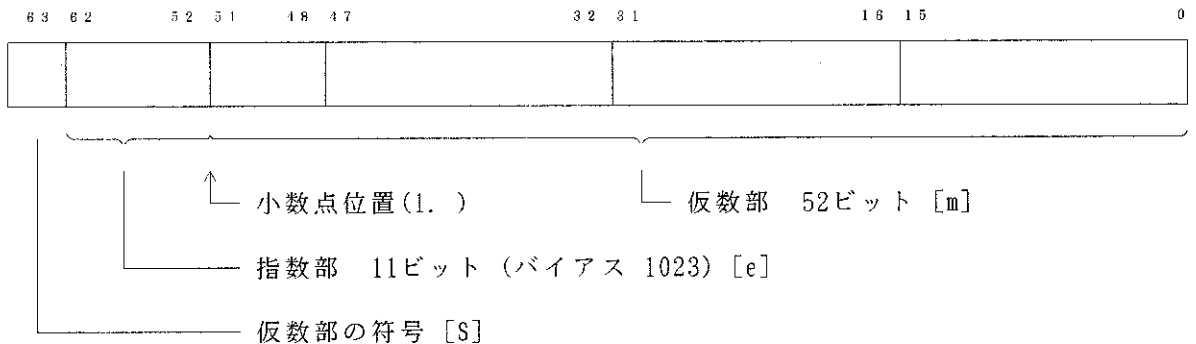 63 62 52 51 48 47 32 31 16 15 0
小数点位置(1. )
仮数部 52ビット [m]
指数部 11ビット (バイアス 1023) [e]
仮数部の符号 [S]